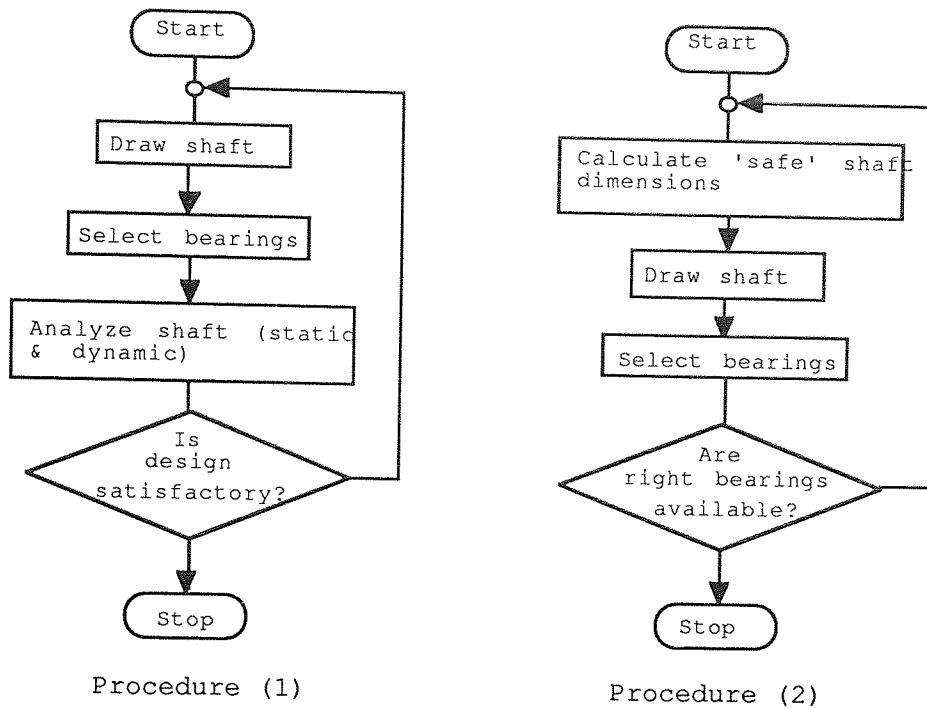 Start
Draw shaft
Select bearings
Analyze shaft (static
& dynamic)
Is
design
satisfactory?
Stop
Procedure (1)
Start
Calculate 'safe' shaft
dimensions
Draw shaft
Select bearings
Are
right bearings
available?
Stop
Procedure (2)